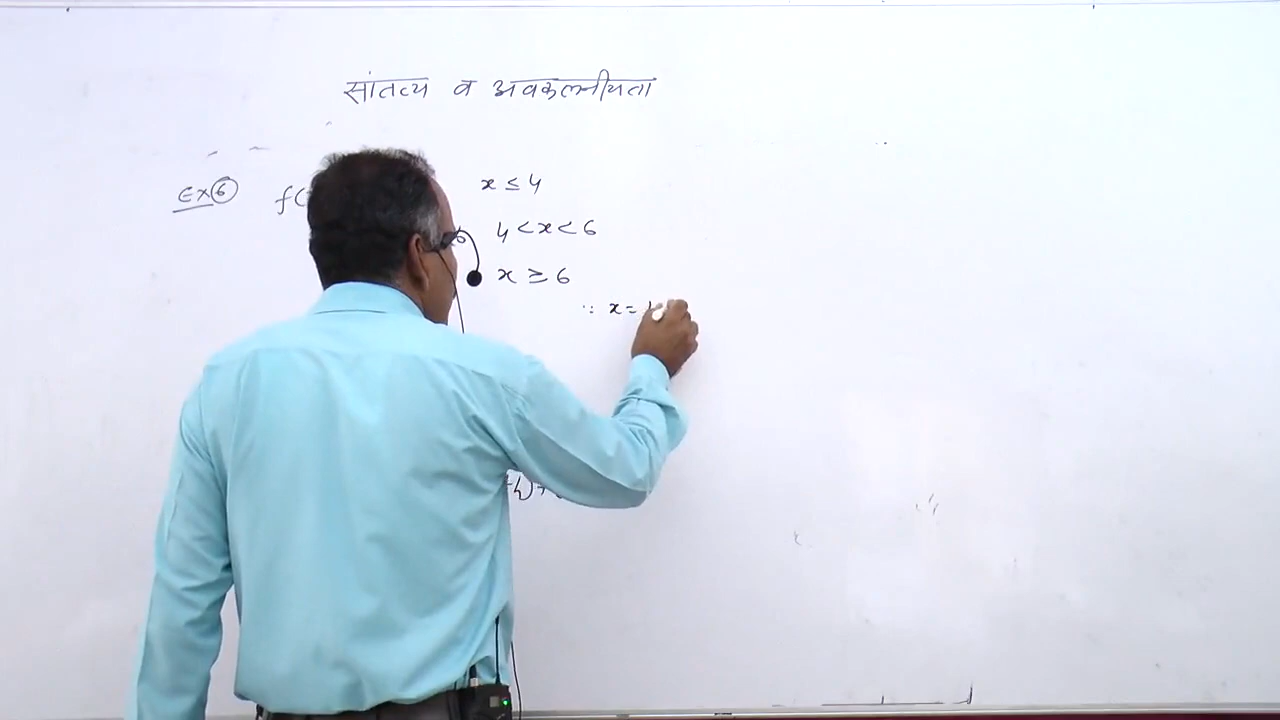 सांतत्य व अवकलनीयता
Ex 6 f(
x ≤ 4
4 < x < 6
x ≥ 6
∵ x =